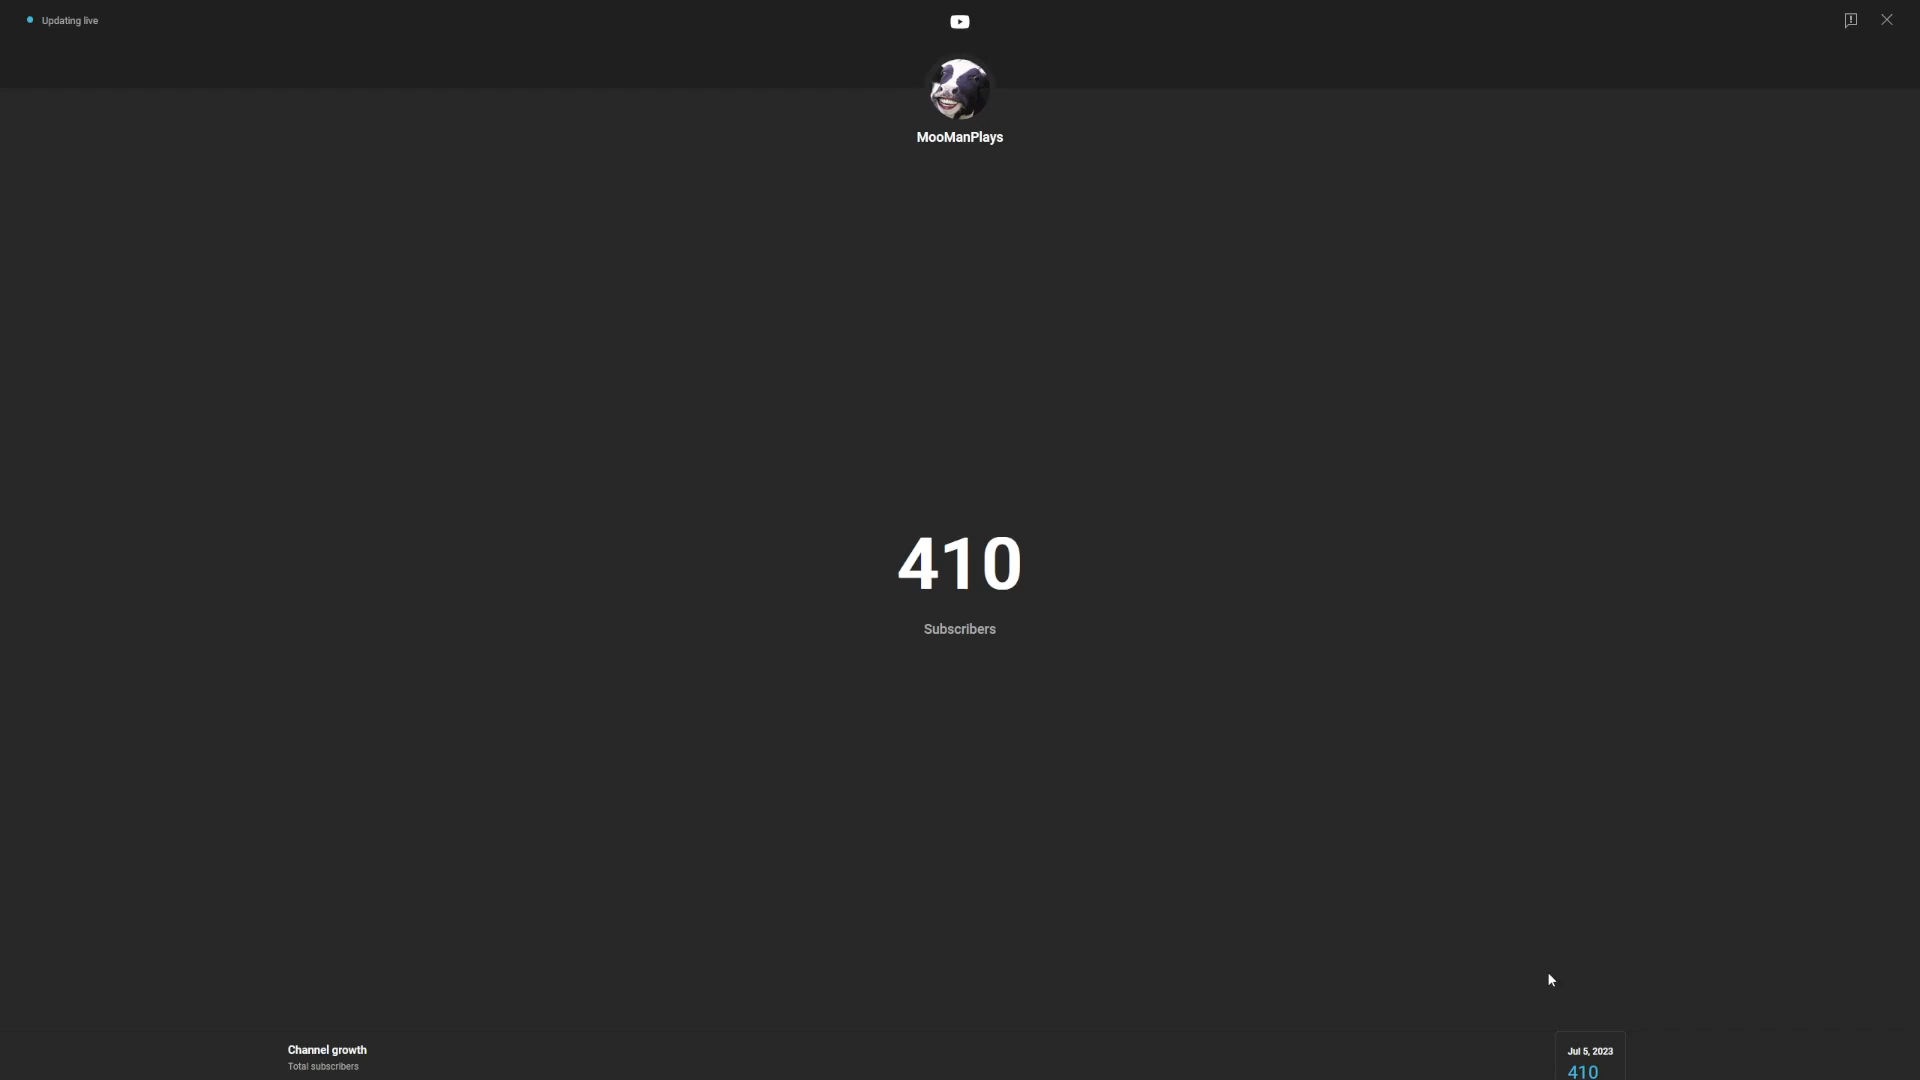 Updating live
MooManPlays
410
Subscribers
Channel growth
Total subscribers
Jul 5, 2023
410